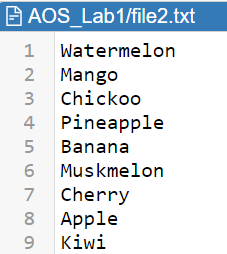 AOS_Lab1/file2.txt
1 Watermelon
2 Mango
3 Chickoo
4 Pineapple
5 Banana
6 Muskmelon
7 Cherry
8 Apple
9 Kiwi